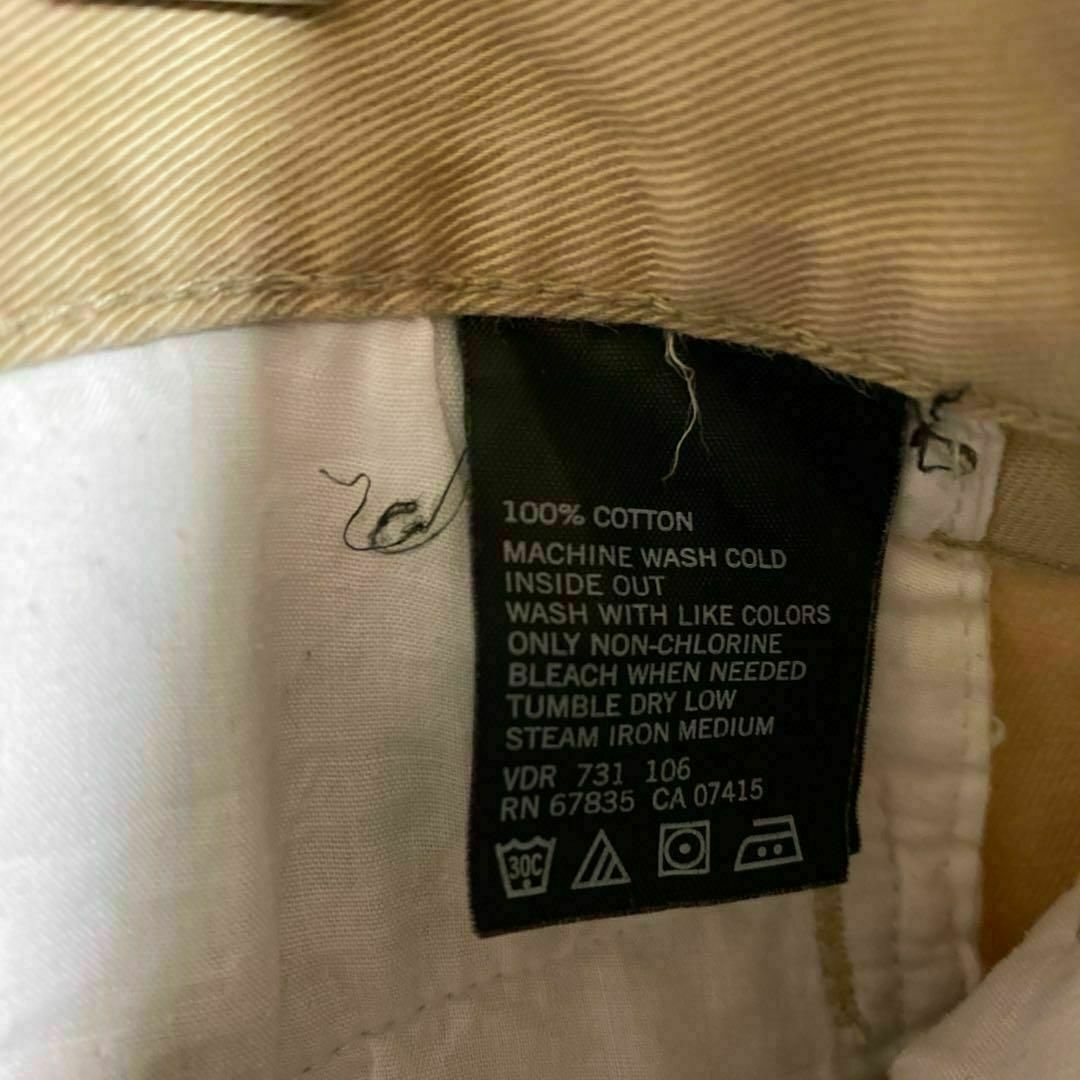 100% COTTON
MACHINE WASH COLD
INSIDE OUT
WASH WITH LIKE COLORS
ONLY NON-CHLORINE
BLEACH WHEN NEEDED
TUMBLE DRY LOW
STEAM IRON MEDIUM
VDR 731 106
RN 67835 CA 07415
30C